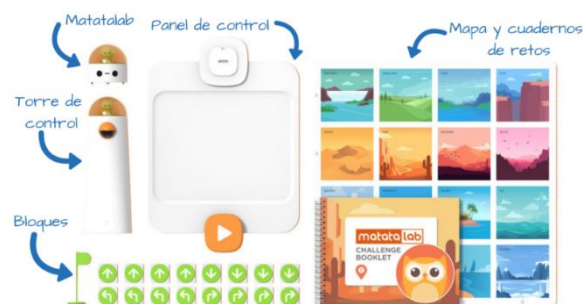 Matatalab
Panel de control
Mapa y cuadernos
de retos
Torre de
control
Bloques
matatalab
CHALLENGE
BOOKLET